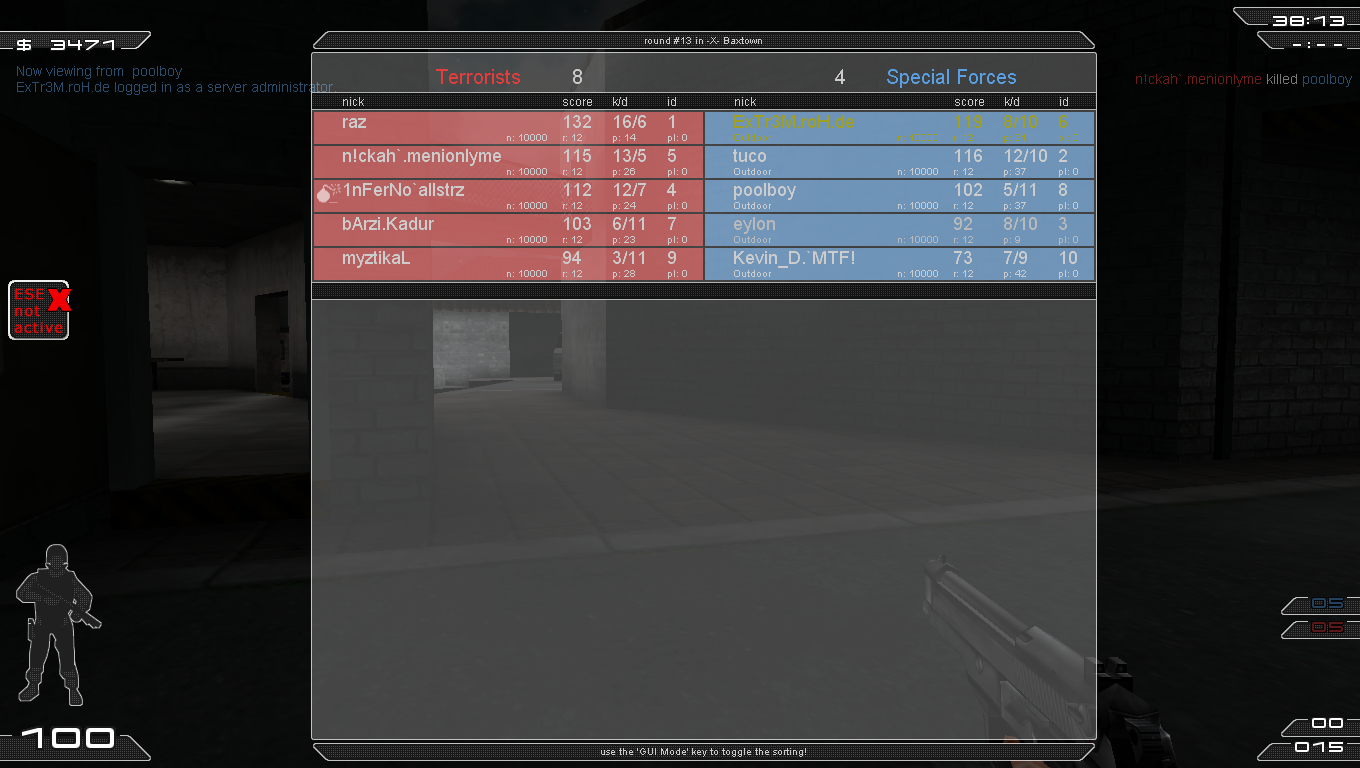 $ 3471
round #13 in -X- Baxtown
38:13
-:--
Now viewing from poolboy
ExTr3M.roH.de logged in as a server administrator
n!ckah`.menionlyme killed poolboy
Terrorists 8 4 Special Forces
nick score k/d id nick score k/d id
raz 132 16/6 1 ExTr3M.roH.de 119 8/10 6
n: 10000 r: 12 p: 14 pl: 0 Outdoor n: 10000
n!ckah`.menionlyme 115 13/5 5 tuco 116 12/10 2
n: 10000 r: 12 p: 26 pl: 0 Outdoor n: 10000 r: 12 p: 37 pl: 0
1nFerNo`allstrz 112 12/7 4 poolboy 102 5/11 8
n: 10000 r: 12 p: 24 pl: 0 Outdoor n: 10000 r: 12 p: 37 pl: 0
bArzi.Kadur 103 6/11 7 eylon 92 8/10 3
n: 10000 r: 12 p: 23 pl: 0 Outdoor n: 10000 r: 12 p: 9 pl: 0
myztikaL 94 3/11 9 Kevin_D.`MTF! 73 7/9 10
n: 10000 r: 12 p: 28 pl: 0 Outdoor n: 10000 r: 12 p: 42 pl: 0
ESE X
not
active
05
05
100
00
015
use the 'GUI Mode' key to toggle the sorting!